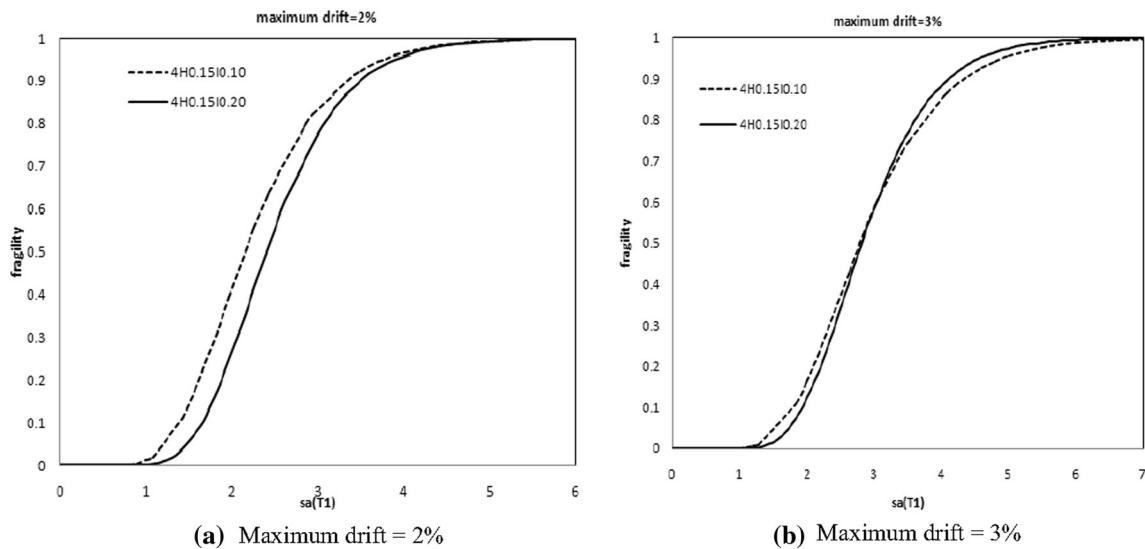 maximum drift=2%
1
0.9
0.8
0.7
0.6
0.5
0.4
0.3
0.2
0.1
0
fragility
4H0.15I0.10
4H0.15I0.20
0 1 2 3 4 5 6
sa(T1)
(a) Maximum drift = 2%
maximum drift=3%
1
0.9
0.8
0.7
0.6
0.5
0.4
0.3
0.2
0.1
0
fragility
4H0.15I0.10
4H0.15I0.20
0 1 2 3 4 5 6 7
sa(T1)
(b) Maximum drift = 3%